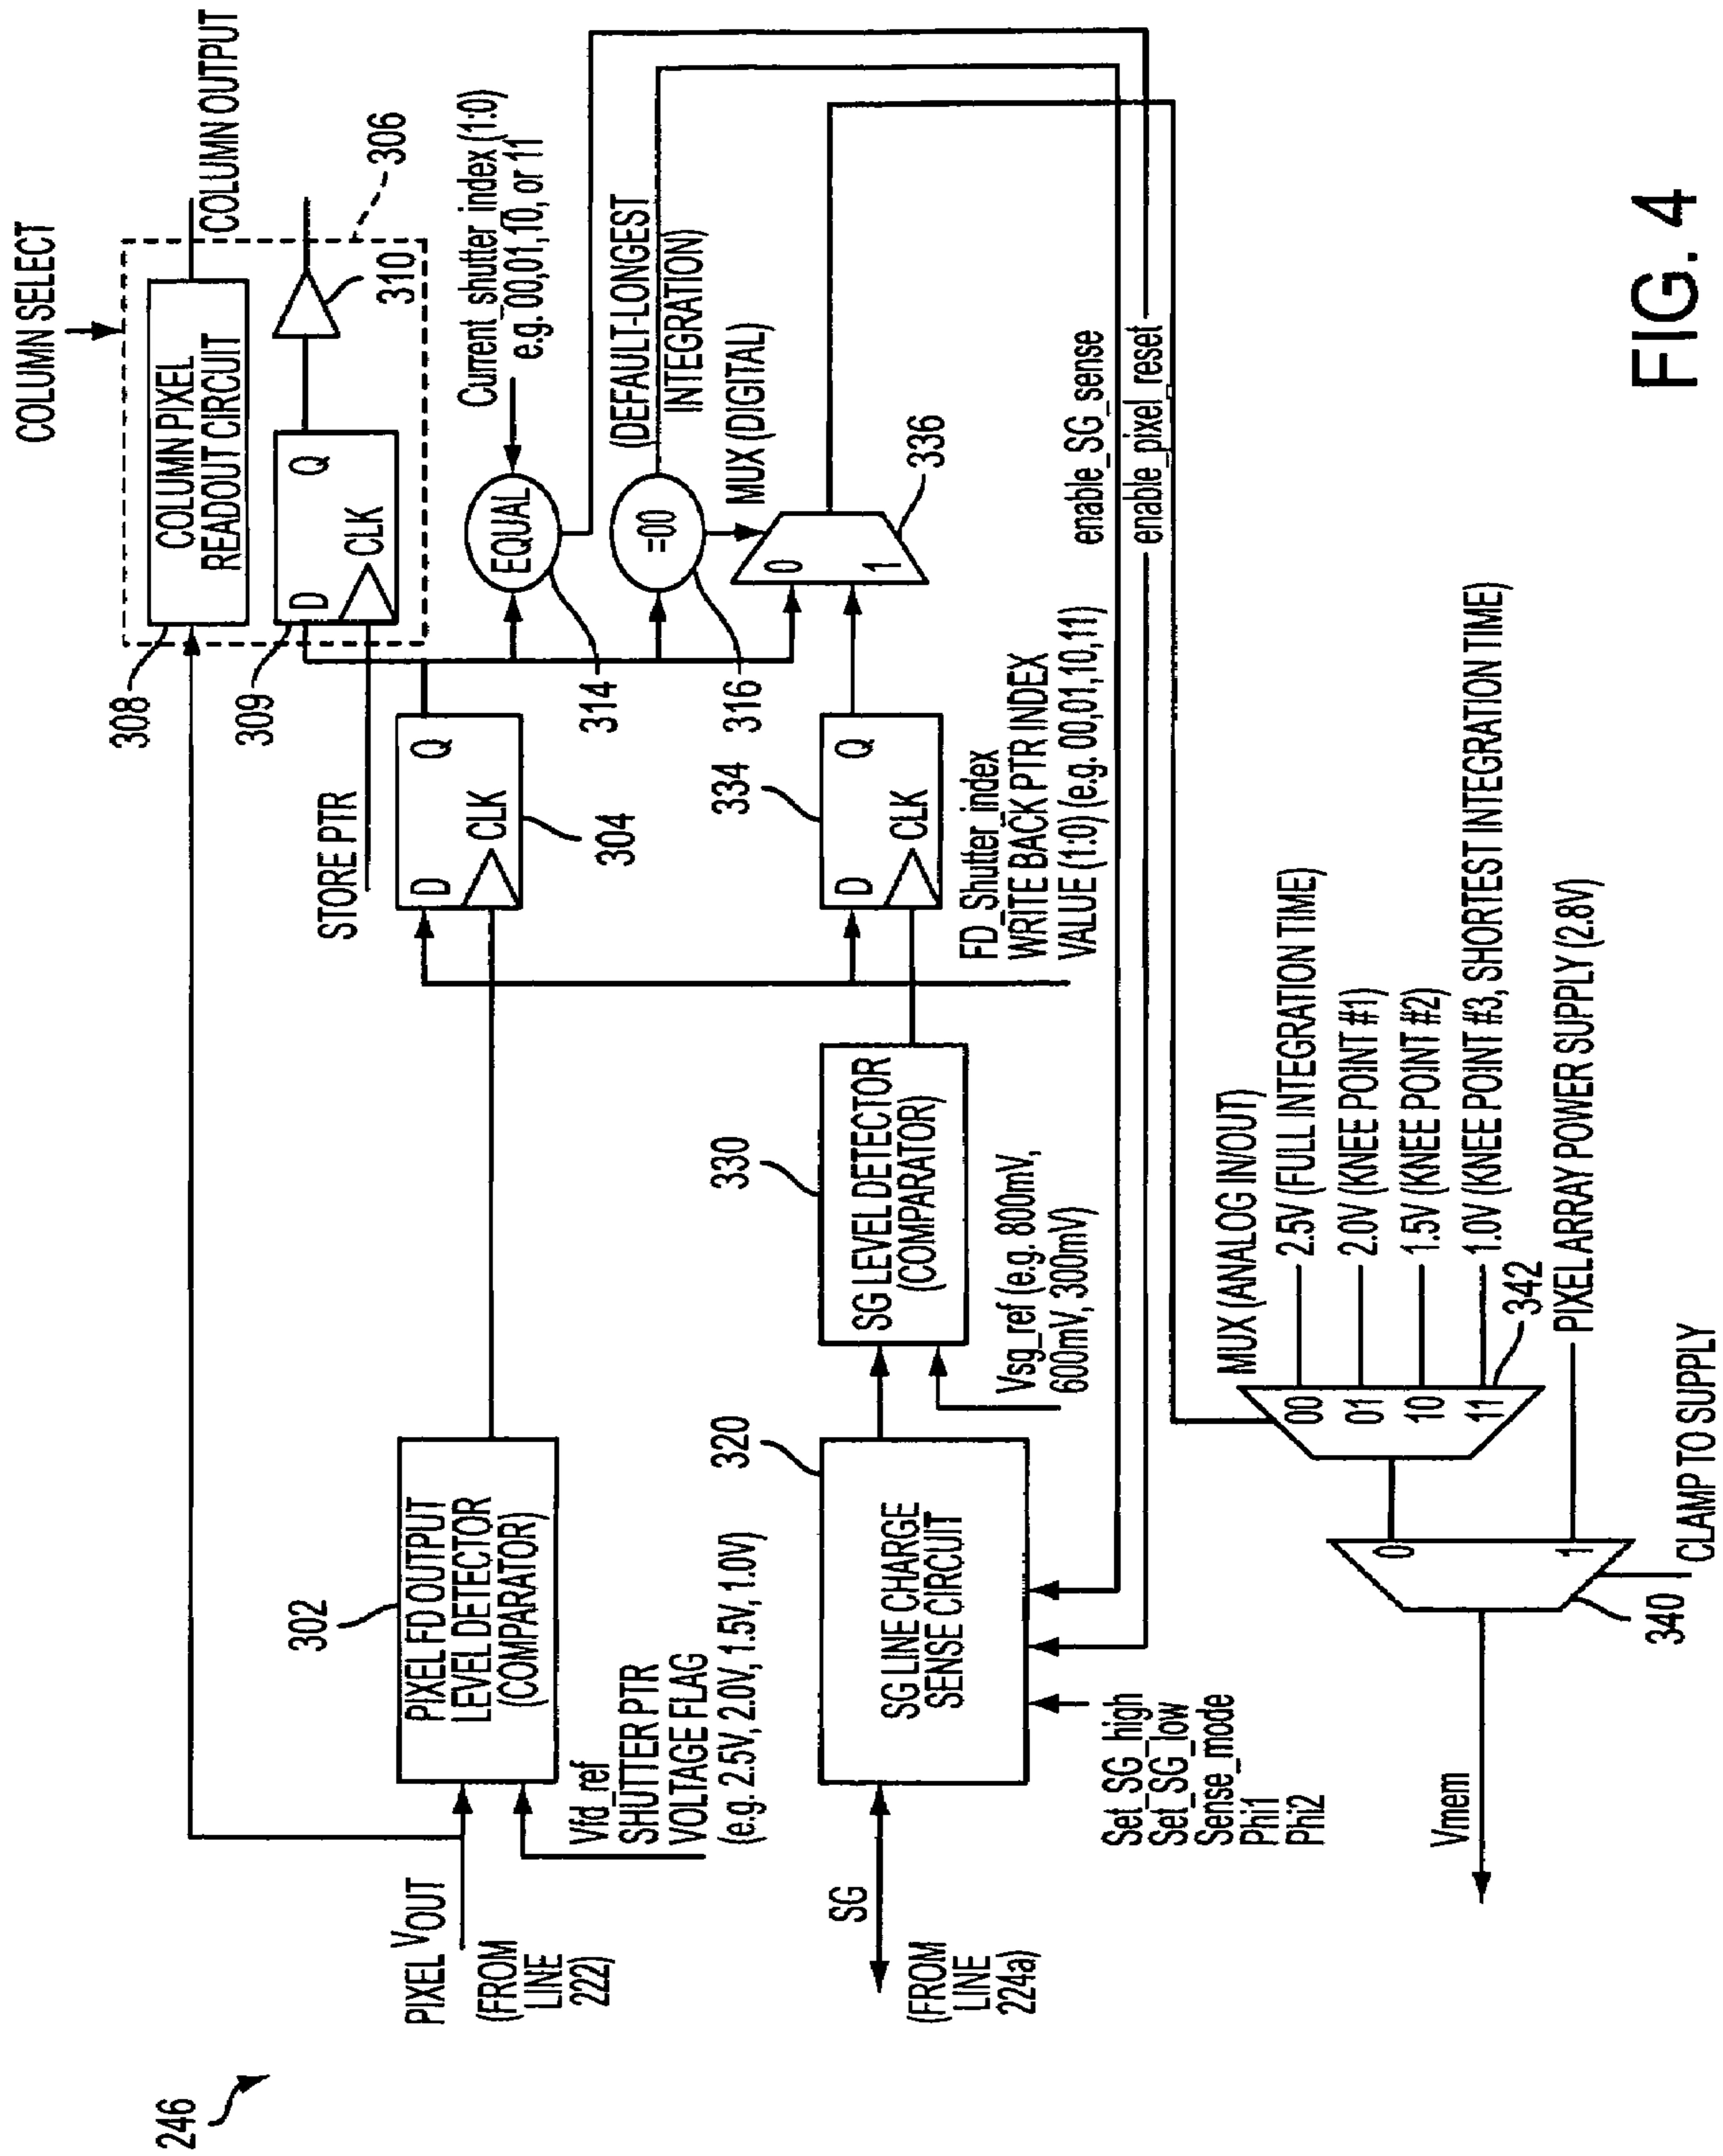 246
COLUMN SELECT
COLUMN PIXEL
READOUT CIRCUIT
COLUMN OUTPUT
308
309
D
Q
CLK
310
306
STORE PTR
Current_shutter_index (1:0)
e.g. 00,01,10, or 11
EQUAL
314
(DEFAULT-LONGEST
INTEGRATION)
=00
316
MUX (DIGITAL)
0
1
336
D
Q
CLK
304
334
D
Q
CLK
FD_Shutter_index
WRITE BACK PTR INDEX
VALUE (1:0) (e.g. 00,01,10,11)
enable_SG_sense
enable_pixel_reset
PIXEL VOUT
(FROM
LINE
222)
302
PIXEL FD OUTPUT
LEVEL DETECTOR
(COMPARATOR)
Vfd_ref
SHUTTER PTR
VOLTAGE FLAG
(e.g. 2.5V, 2.0V, 1.5V, 1.0V)
SG
(FROM
LINE
224a)
320
SG LINE CHARGE
SENSE CIRCUIT
Set_SG_high
Set_SG_low
Sense_mode
Phi1
Phi2
330
SG LEVEL DETECTOR
(COMPARATOR)
Vsg_ref (e.g. 800mV,
600mV, 300mV)
MUX (ANALOG IN/OUT)
00
2.5V (FULL INTEGRATION TIME)
01
2.0V (KNEE POINT #1)
10
1.5V (KNEE POINT #2)
11
1.0V (KNEE POINT #3, SHORTEST INTEGRATION TIME)
342
PIXEL ARRAY POWER SUPPLY (2.8V)
0
1
340
CLAMP TO SUPPLY
Vmem
FIG. 4